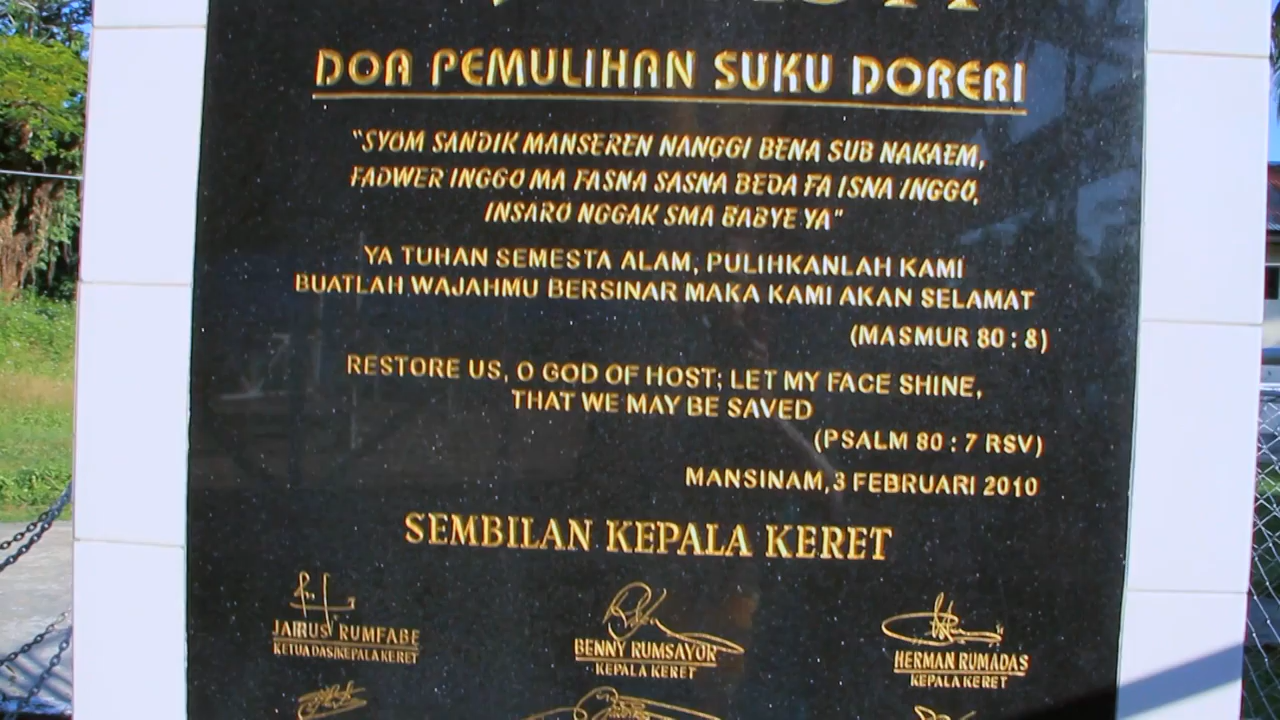 DOA PEMULIHAN SUKU DORERI
"SYOM SANDIK MANSEREN NANGGI BENA SUB NAKAEM,
FADWER INGGO MA FASNA SASNA BEDA FA ISNA INGGO,
INSARO NGGAK SMA BABYE YA"
YA TUHAN SEMESTA ALAM, PULIHKANLAH KAMI
BUATLAH WAJAHMU BERSINAR MAKA KAMI AKAN SELAMAT
(MASMUR 80 : 8)
RESTORE US, O GOD OF HOST; LET MY FACE SHINE,
THAT WE MAY BE SAVED
(PSALM 80 : 7 RSV)
MANSINAM, 3 FEBRUARI 2010
SEMBILAN KEPALA KERET
JAIRUS RUMFABE
KETUA DAS/KEPALA KERET
BENNY RUMSAYOR
KEPALA KERET
HERMAN RUMADAS
KEPALA KERET